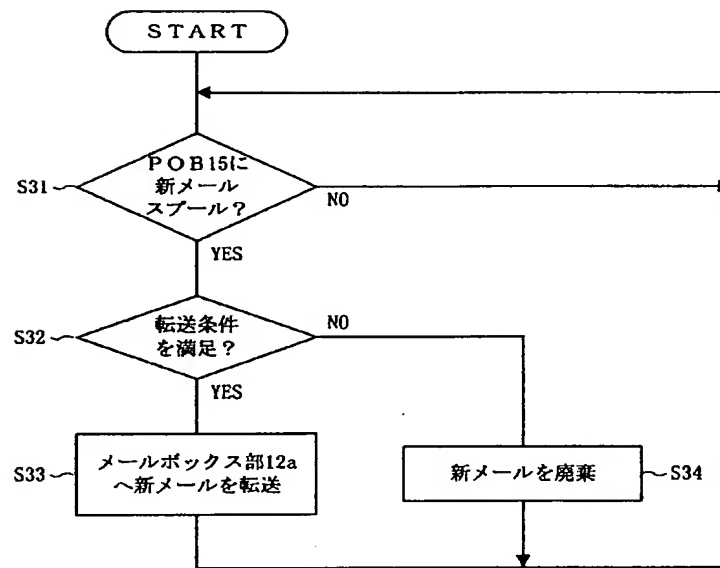 START
POB15に
新メール
スプール?
S31
NO
YES
転送条件
を満足?
S32
NO
YES
メールボックス部12a
へ新メールを転送
S33
新メールを廃棄
S34